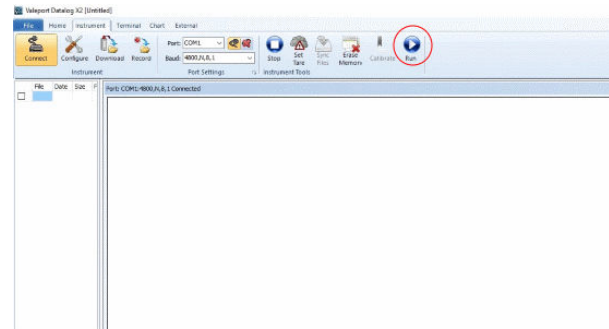 Valeport Datalog X2 [Untitled]
File Home Instrument Terminal Chart External
Connect Configure Download Record Port: COM1 Baud: 4800,N,8,1 Stop Set Tare Sync Files Erase Memory Calibrate Run
Instrument Port Settings Instrument Tools
File Date Size Port: COM1:4800,N,8,1 Connected